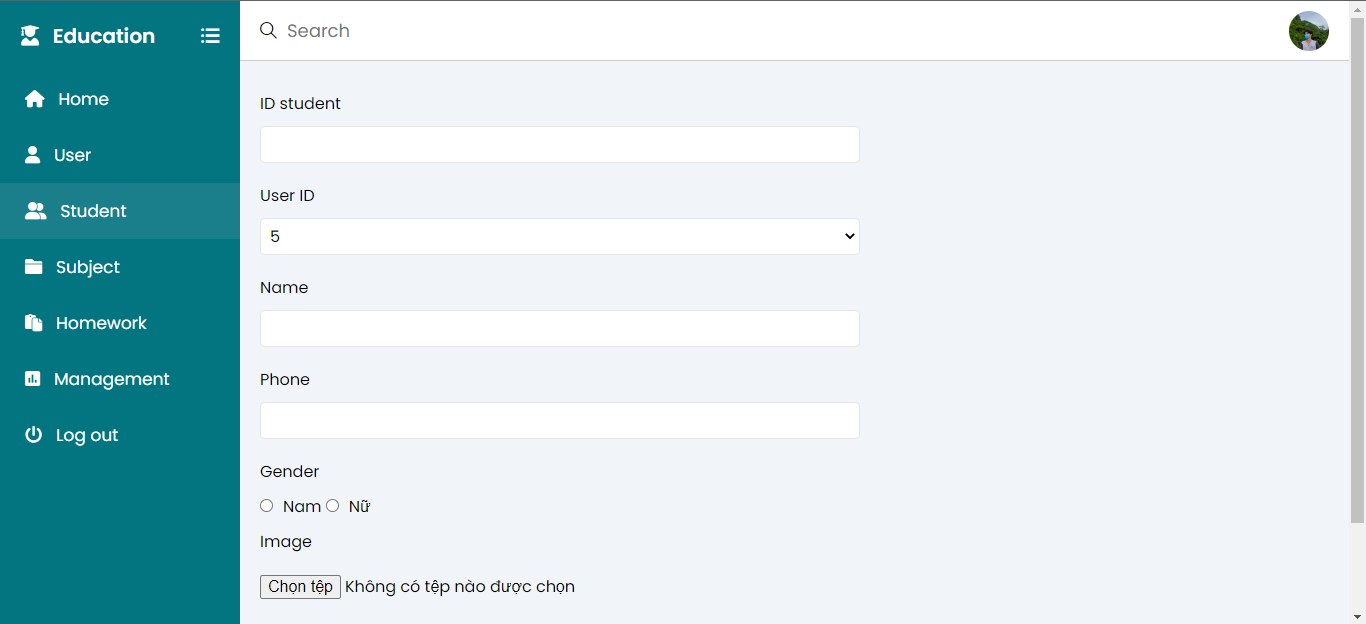 Education
Home
User
Student
Subject
Homework
Management
Log out
Search
ID student
User ID
5
Name
Phone
Gender
Nam Nữ
Image
Chọn tệp Không có tệp nào được chọn